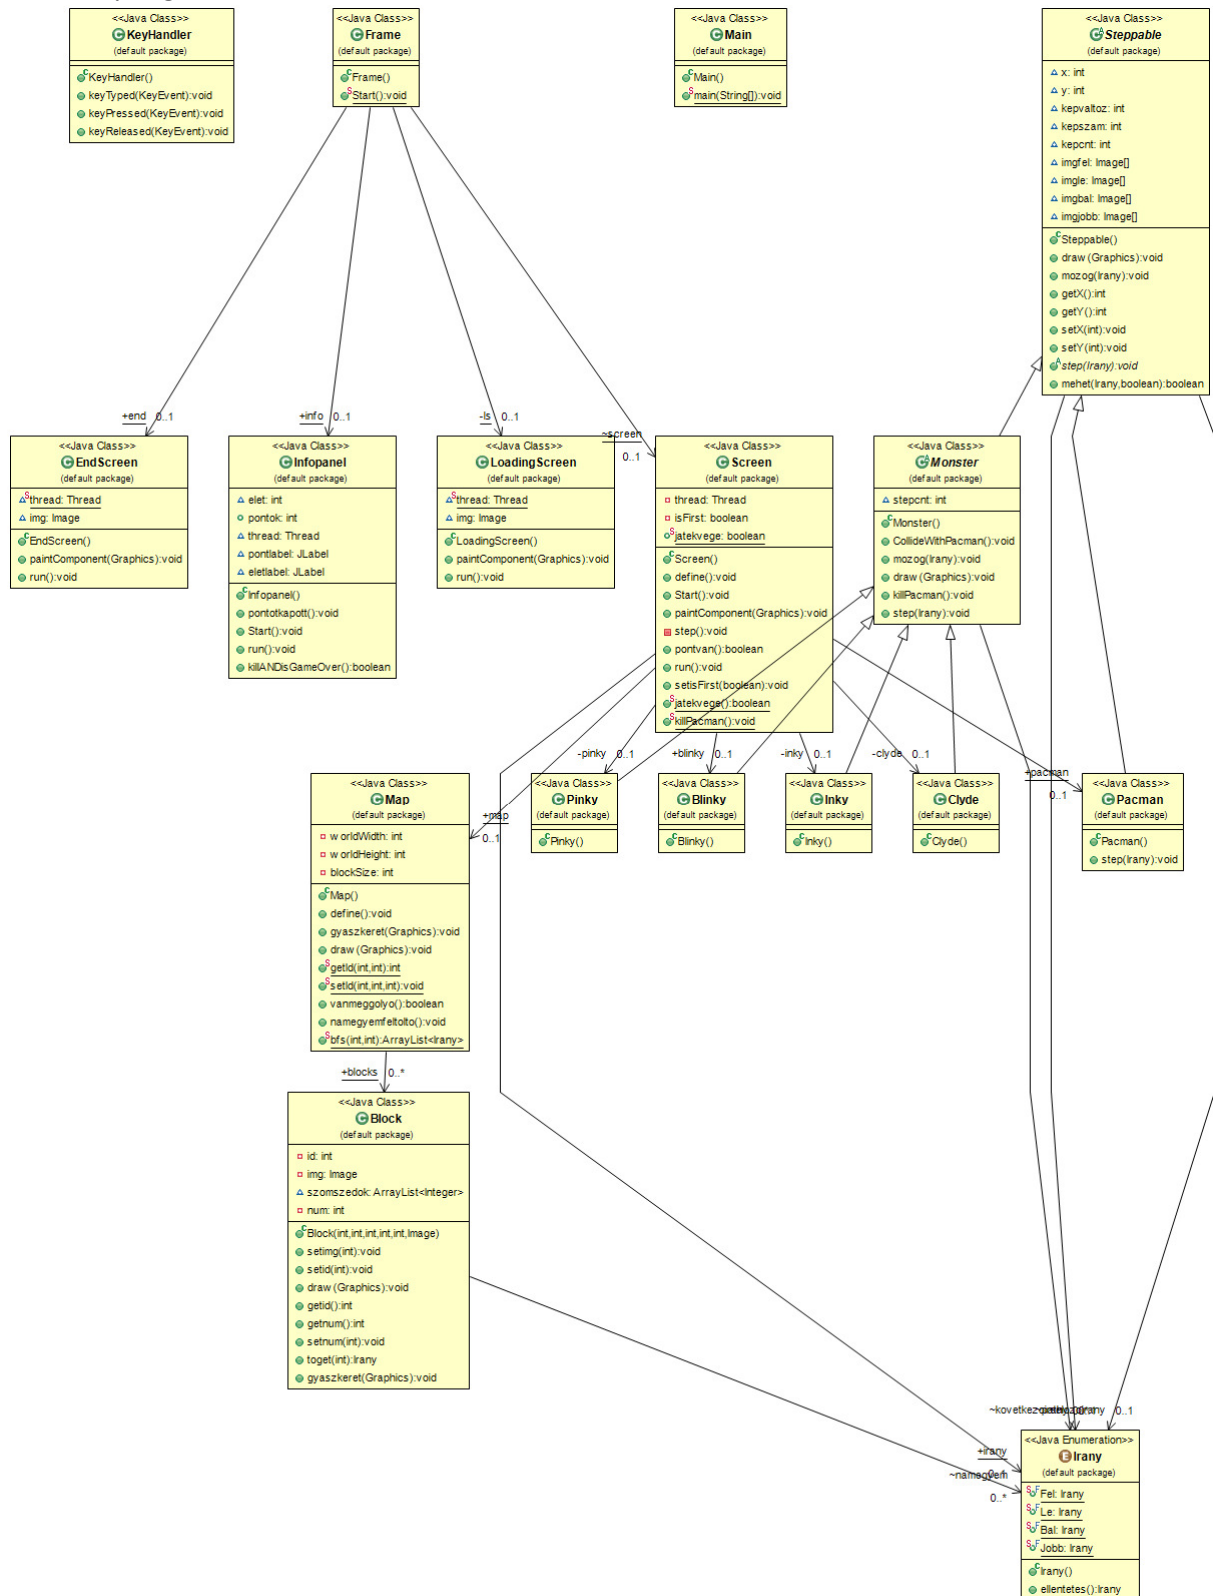 <<Java Class>>
KeyHandler
(default package)
KeyHandler()
keyTyped(KeyEvent):void
keyPressed(KeyEvent):void
keyReleased(KeyEvent):void
<<Java Class>>
Frame
(default package)
Frame()
Start():void
<<Java Class>>
Main
(default package)
Main()
main(String[]):void
<<Java Class>>
Steppable
(default package)
x: int
y: int
kepvaltoz: int
kepszam: int
kepcnt: int
imgfel: Image[]
imgle: Image[]
imgbal: Image[]
imgjobb: Image[]
Steppable()
draw(Graphics):void
mozog(Irany):void
getX():int
getY():int
setX(int):void
setY(int):void
step(Irany):void
mehet(Irany,boolean):boolean
+end 0..1
+info 0..1
-ls 0..1
~screen
0..1
<<Java Class>>
EndScreen
(default package)
thread: Thread
img: Image
EndScreen()
paintComponent(Graphics):void
run():void
<<Java Class>>
Infopanel
(default package)
elet: int
pontok: int
thread: Thread
pontlabel: JLabel
eletlabel: JLabel
Infopanel()
pontotkapott():void
Start():void
run():void
killANDisGameOver():boolean
<<Java Class>>
LoadingScreen
(default package)
thread: Thread
img: Image
LoadingScreen()
paintComponent(Graphics):void
run():void
<<Java Class>>
Screen
(default package)
thread: Thread
isFirst: boolean
jatekvege: boolean
Screen()
define():void
Start():void
paintComponent(Graphics):void
step():void
pontvan():boolean
run():void
setisFirst(boolean):void
jatekvege():boolean
killPacman():void
<<Java Class>>
Monster
(default package)
stepcnt: int
Monster()
CollideWithPacman():void
mozog(Irany):void
draw(Graphics):void
killPacman():void
step(Irany):void
-pinky 0..1
+blinky 0..1
-inky 0..1
-clyde 0..1
+pacman
0..1
+map
0..1
<<Java Class>>
Map
(default package)
worldWidth: int
worldHeight: int
blockSize: int
Map()
define():void
gyaszkeret(Graphics):void
draw(Graphics):void
getId(int,int):int
setId(int,int,int):void
vanmeggolyo():boolean
namegyemfeltolto():void
bfs(int,int):ArrayList<Irany>
<<Java Class>>
Pinky
(default package)
Pinky()
<<Java Class>>
Blinky
(default package)
Blinky()
<<Java Class>>
Inky
(default package)
Inky()
<<Java Class>>
Clyde
(default package)
Clyde()
<<Java Class>>
Pacman
(default package)
Pacman()
step(Irany):void
+blocks 0..*
<<Java Class>>
Block
(default package)
id: int
img: Image
szomszedok: ArrayList<Integer>
num: int
Block(int,int,int,int,int,Image)
setimg(int):void
setid(int):void
draw(Graphics):void
getid():int
getnum():int
setnum(int):void
toget(int):Irany
gyaszkeret(Graphics):void
0..1
+irany
~namegyem
0..*
<<Java Enumeration>>
Irany
(default package)
Fel: Irany
Le: Irany
Bal: Irany
Jobb: Irany
Irany()
ellentetes():Irany